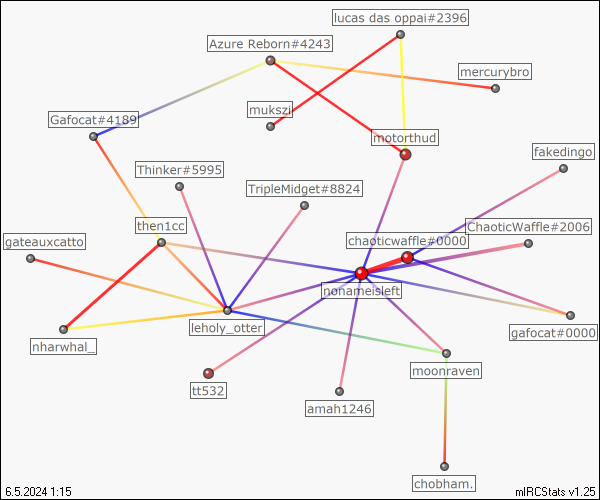 lucas das oppai#2396
Azure Reborn#4243
mercurybro
mukszi
Gafocat#4189
motorthud
fakedingo
Thinker#5995
TripleMidget#8824
then1cc
ChaoticWaffle#2006
gateauxcatto
chaoticwaffle#0000
nonameisleft
leholy_otter
gafocat#0000
nharwhal_
moonraven
tt532
amah1246
chobham.
6.5.2024 1:15
mIRCStats v1.25